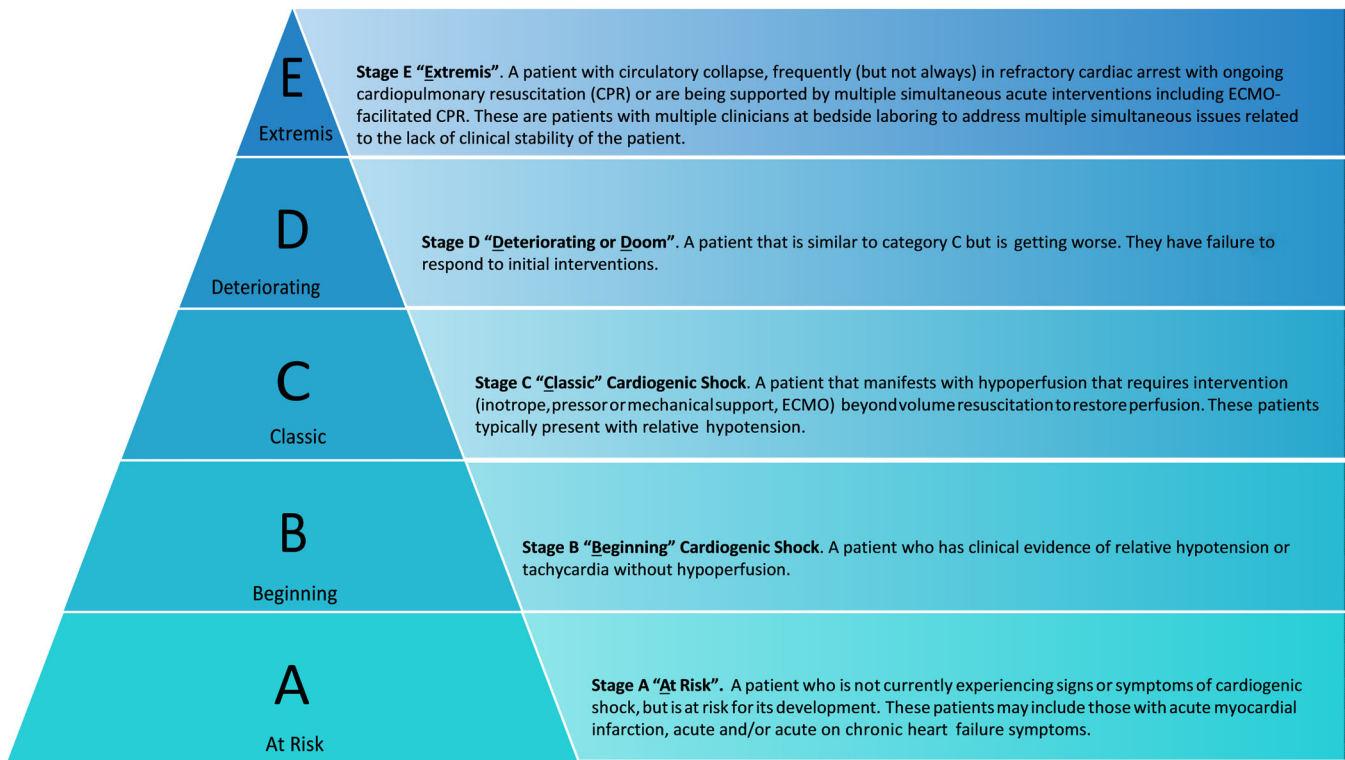 E
Extremis
Stage E “Extremis”. A patient with circulatory collapse, frequently (but not always) in refractory cardiac arrest with ongoing
cardiopulmonary resuscitation (CPR) or are being supported by multiple simultaneous acute interventions including ECMO-
facilitated CPR. These are patients with multiple clinicians at bedside laboring to address multiple simultaneous issues related
to the lack of clinical stability of the patient.
D
Deteriorating
Stage D “Deteriorating or Doom”. A patient that is similar to category C but is getting worse. They have failure to
respond to initial interventions.
C
Classic
Stage C “Classic” Cardiogenic Shock. A patient that manifests with hypoperfusion that requires intervention
(inotrope, pressor or mechanical support, ECMO) beyond volume resuscitation to restore perfusion. These patients
typically present with relative hypotension.
B
Beginning
Stage B “Beginning” Cardiogenic Shock. A patient who has clinical evidence of relative hypotension or
tachycardia without hypoperfusion.
A
At Risk
Stage A “At Risk”. A patient who is not currently experiencing signs or symptoms of cardiogenic
shock, but is at risk for its development. These patients may include those with acute myocardial
infarction, acute and/or acute on chronic heart failure symptoms.